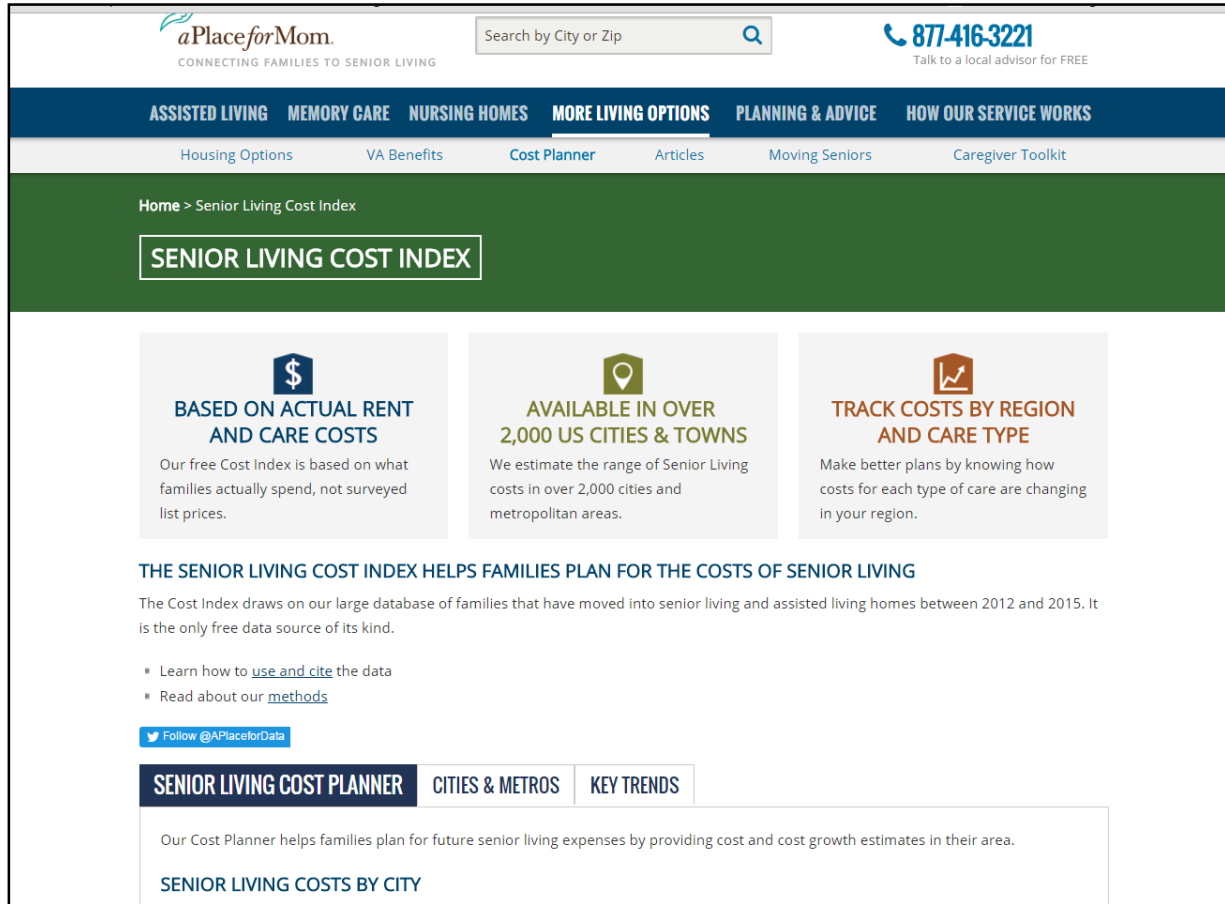 aPlaceforMom.
CONNECTING FAMILIES TO SENIOR LIVING
Search by City or Zip
877-416-3221
Talk to a local advisor for FREE
ASSISTED LIVING MEMORY CARE NURSING HOMES MORE LIVING OPTIONS PLANNING & ADVICE HOW OUR SERVICE WORKS
Housing Options VA Benefits Cost Planner Articles Moving Seniors Caregiver Toolkit
Home > Senior Living Cost Index
SENIOR LIVING COST INDEX
$
BASED ON ACTUAL RENT
AND CARE COSTS
Our free Cost Index is based on what
families actually spend, not surveyed
list prices.
AVAILABLE IN OVER
2,000 US CITIES & TOWNS
We estimate the range of Senior Living
costs in over 2,000 cities and
metropolitan areas.
TRACK COSTS BY REGION
AND CARE TYPE
Make better plans by knowing how
costs for each type of care are changing
in your region.
THE SENIOR LIVING COST INDEX HELPS FAMILIES PLAN FOR THE COSTS OF SENIOR LIVING
The Cost Index draws on our large database of families that have moved into senior living and assisted living homes between 2012 and 2015. It
is the only free data source of its kind.
Learn how to use and cite the data
Read about our methods
Follow @APlaceforData
SENIOR LIVING COST PLANNER CITIES & METROS KEY TRENDS
Our Cost Planner helps families plan for future senior living expenses by providing cost and cost growth estimates in their area.
SENIOR LIVING COSTS BY CITY